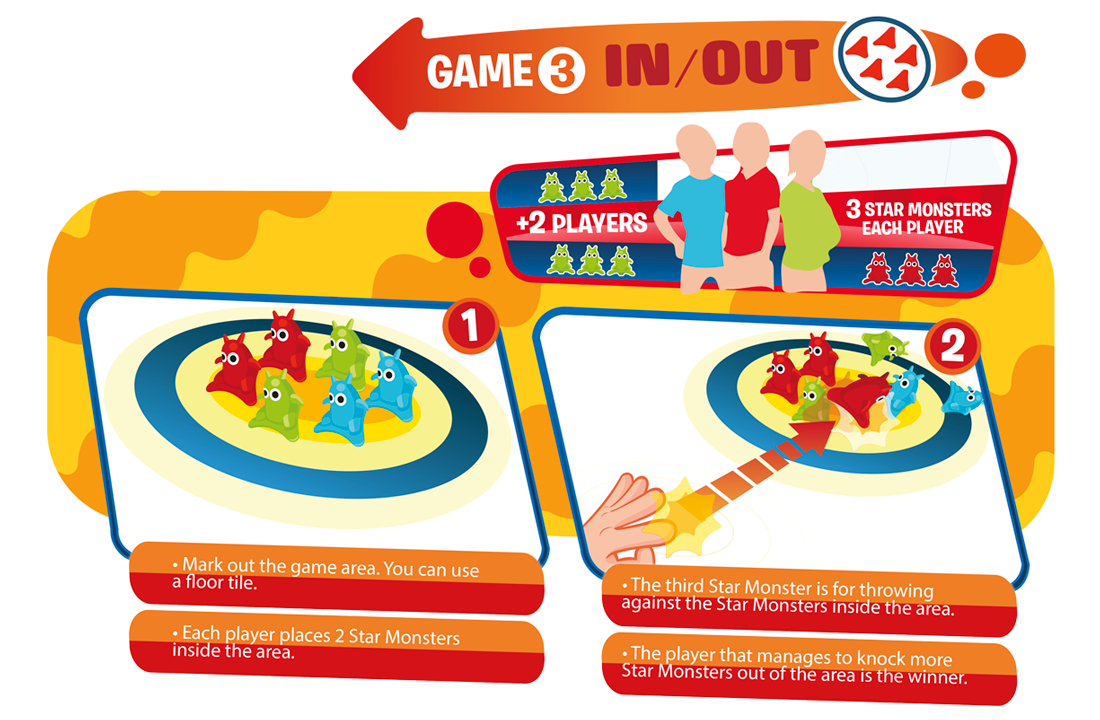 GAME 3 IN/OUT
+2 PLAYERS
3 STAR MONSTERS
EACH PLAYER
1
• Mark out the game area. You can use
a floor tile.
• Each player places 2 Star Monsters
inside the area.
2
• The third Star Monster is for throwing
against the Star Monsters inside the area.
• The player that manages to knock more
Star Monsters out of the area is the winner.